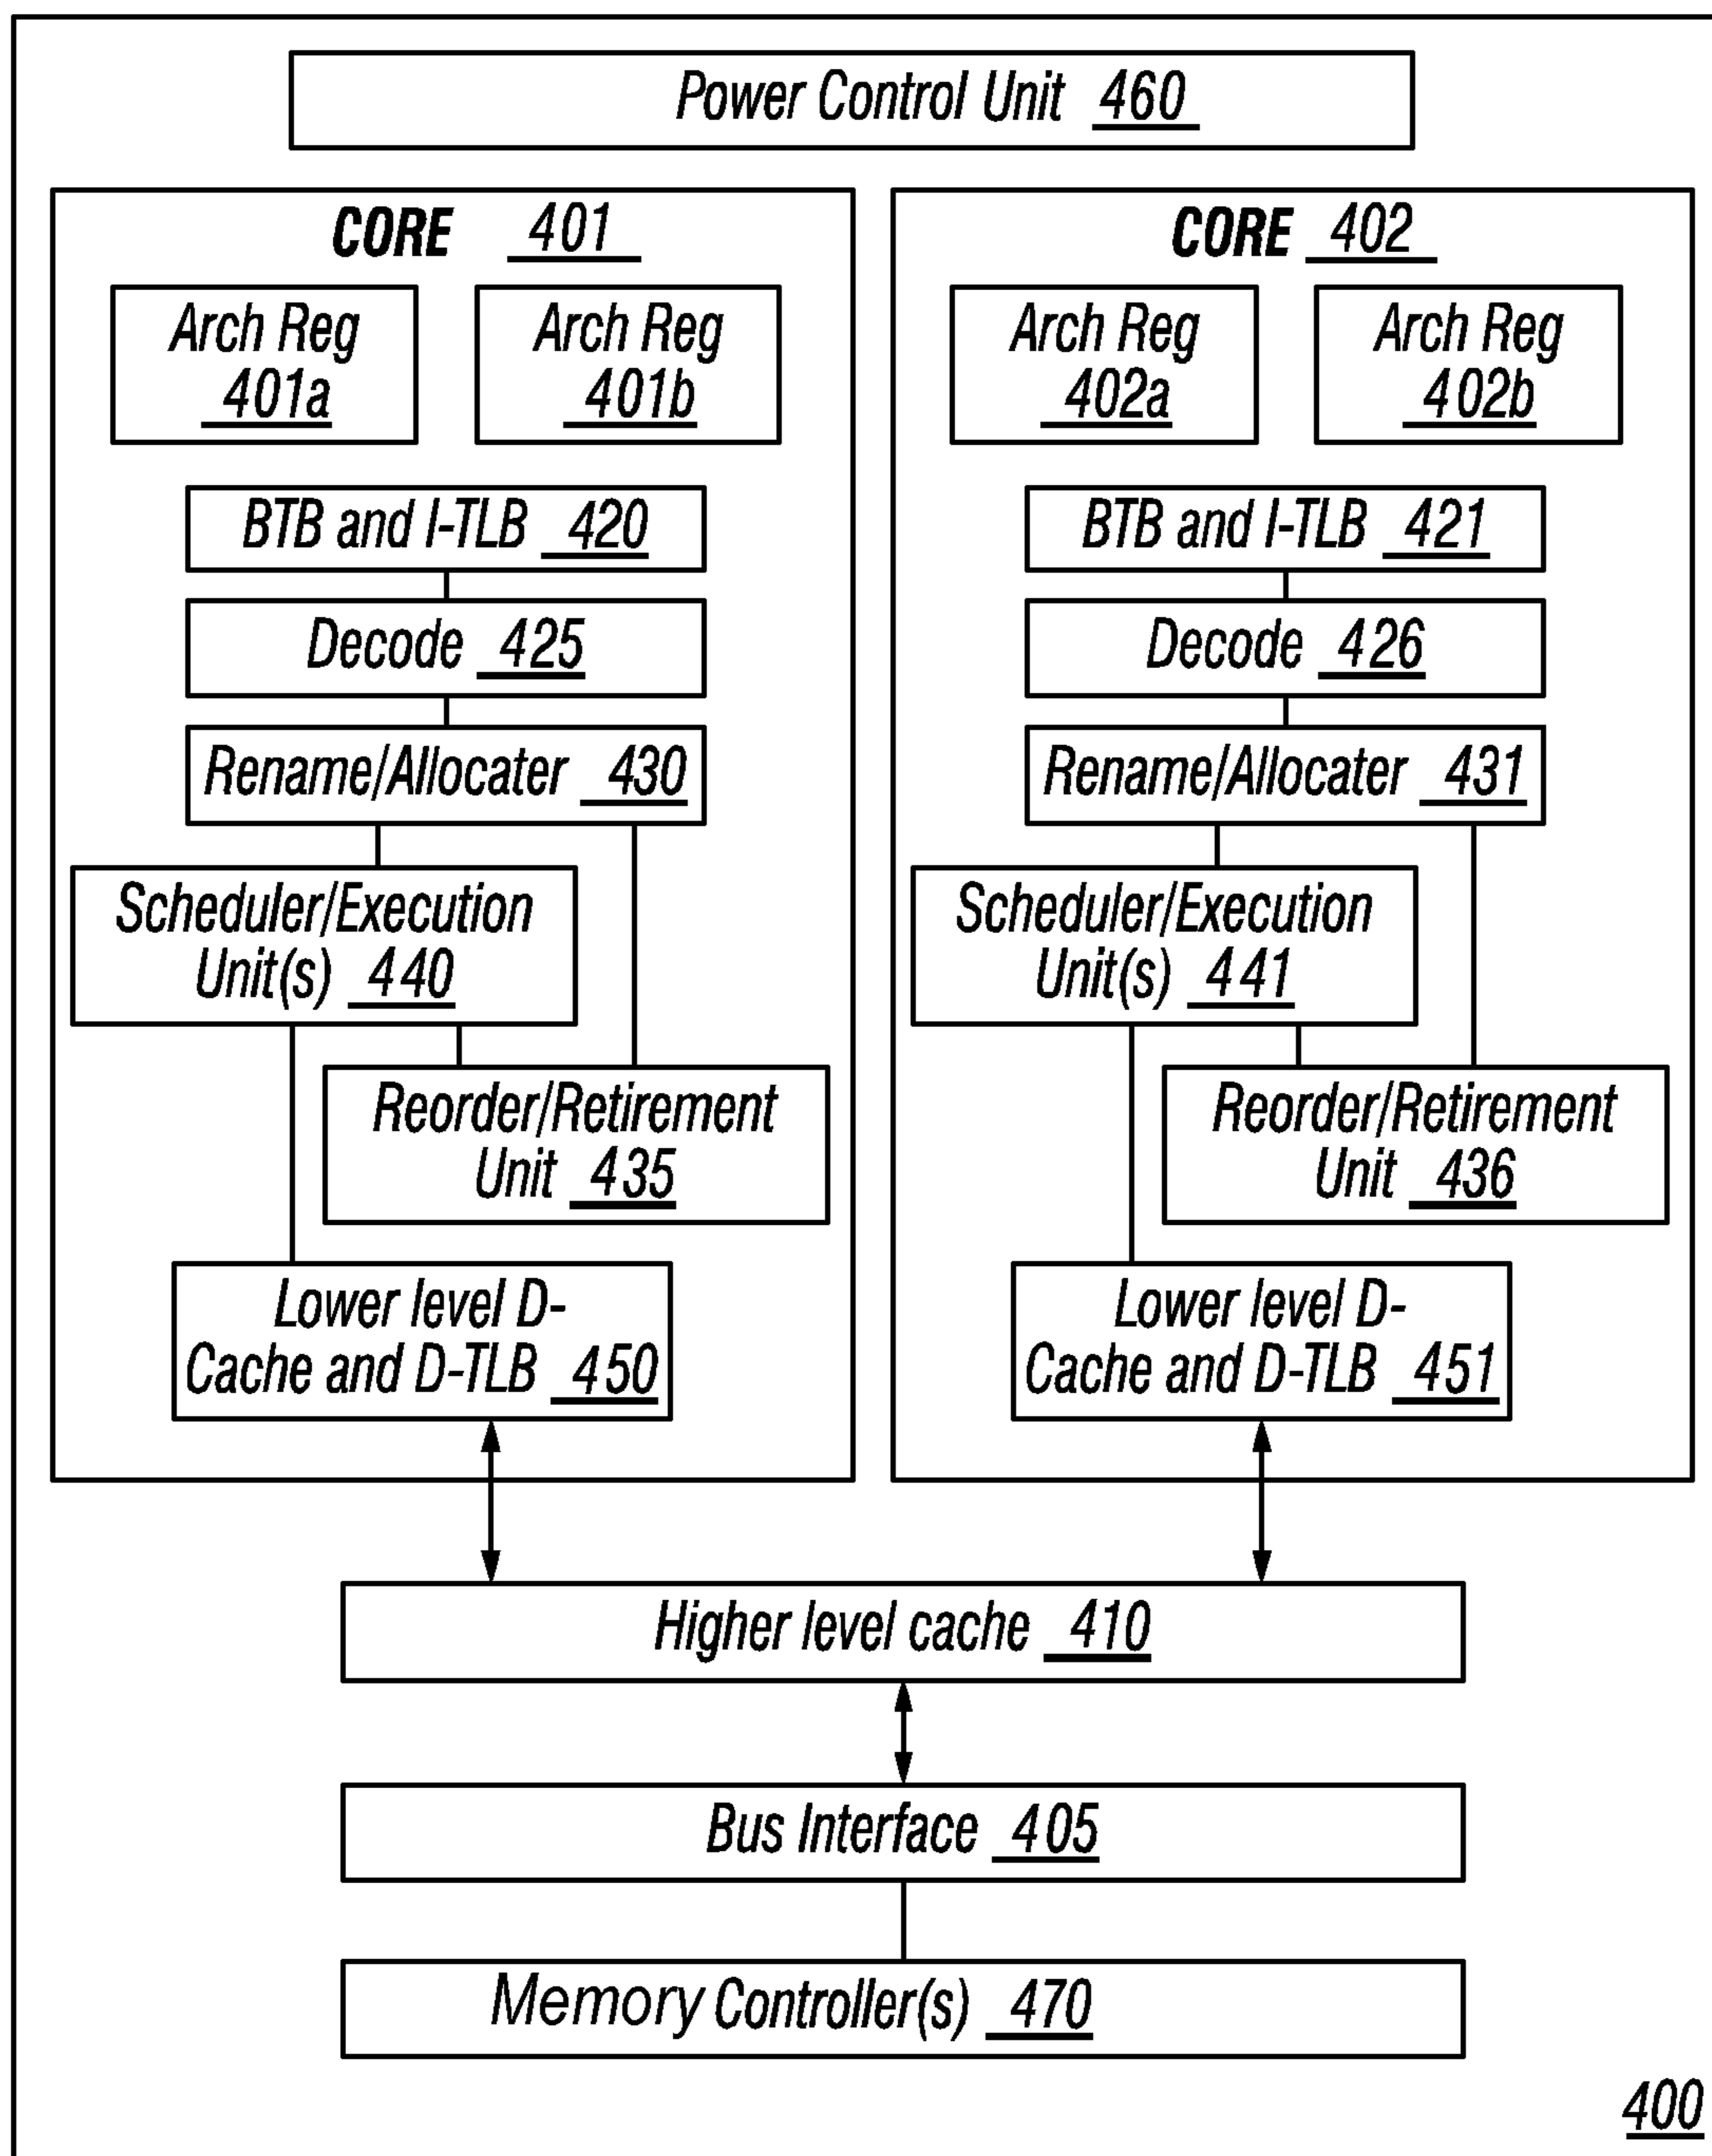 Power Control Unit 460
CORE 401
Arch Reg
401a
Arch Reg
401b
BTB and I-TLB 420
Decode 425
Rename/Allocater 430
Scheduler/Execution
Unit(s) 440
Reorder/Retirement
Unit 435
Lower level D-
Cache and D-TLB 450
CORE 402
Arch Reg
402a
Arch Reg
402b
BTB and I-TLB 421
Decode 426
Rename/Allocater 431
Scheduler/Execution
Unit(s) 441
Reorder/Retirement
Unit 436
Lower level D-
Cache and D-TLB 451
Higher level cache 410
Bus Interface 405
Memory Controller(s) 470
400